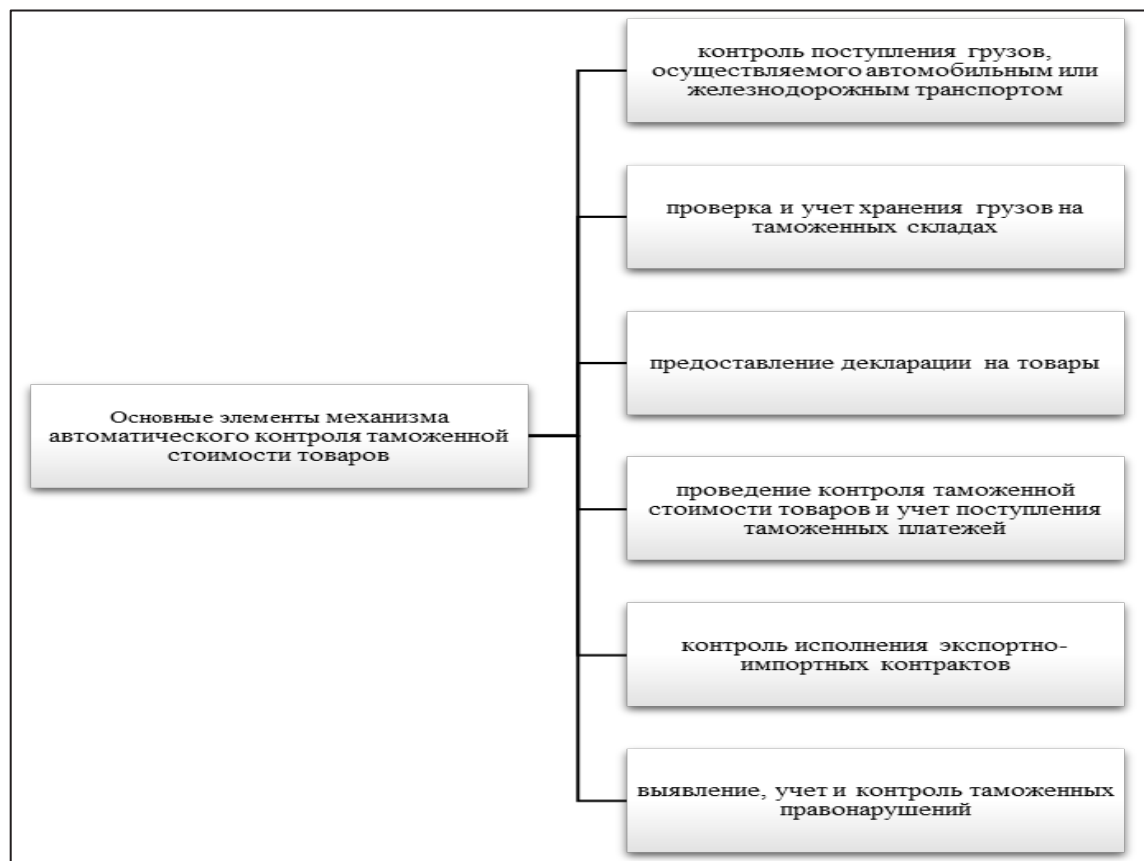 Основные элементы механизма
автоматического контроля таможенной
стоимости товаров
контроль поступления грузов,
осуществляемого автомобильным или
железнодорожным транспортом
проверка и учет хранения грузов на
таможенных складах
предоставление декларации на товары
проведение контроля таможенной
стоимости товаров и учет поступления
таможенных платежей
контроль исполнения экспортно-
импортных контрактов
выявление, учет и контроль таможенных
правонарушений